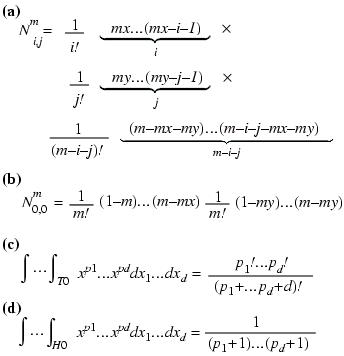 (a)
N^m_{i,j} = 1/i! mx...(mx–i–1) ×
i
1/j! my...(my–j–1) ×
j
1/(m–i–j)! (m–mx–my)...(m–i–j–mx–my)
m–i–j
(b)
N^m_{0,0} = 1/m! (1–m)...(m–mx) 1/m! (1–my)...(m–my)
(c)
∫...∫_{T0} x^{p1}...x^{pd}dx_1...dx_d = p_1!...p_d! / (p_1+...p_d+d)!
(d)
∫...∫_{H0} x^{p1}...x^{pd}dx_1...dx_d = 1 / (p_1+1)...(p_d+1)